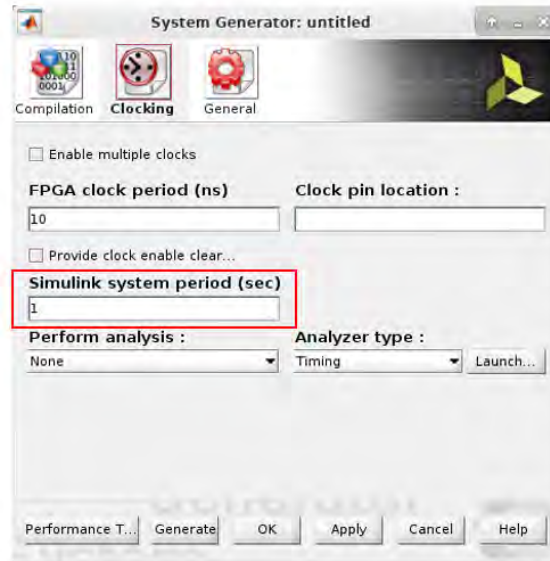 System Generator: untitled
Compilation Clocking General
Enable multiple clocks
FPGA clock period (ns) Clock pin location :
10
Provide clock enable clear...
Simulink system period (sec)
1
Perform analysis : Analyzer type :
None Timing Launch...
Performance T... Generate OK Apply Cancel Help